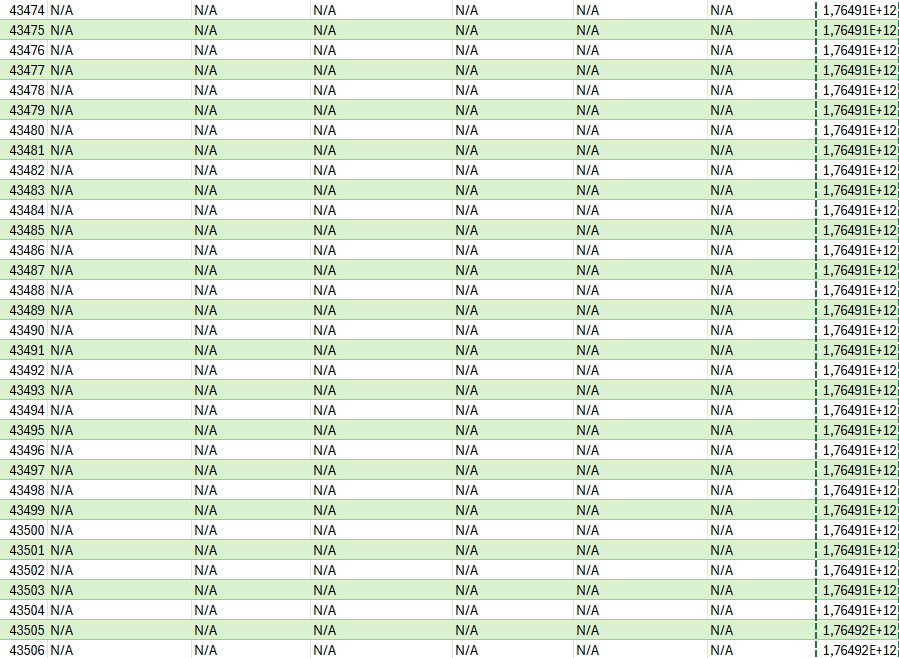 43474 N/A N/A N/A N/A N/A N/A 1,76491E+12
43475 N/A N/A N/A N/A N/A N/A 1,76491E+12
43476 N/A N/A N/A N/A N/A N/A 1,76491E+12
43477 N/A N/A N/A N/A N/A N/A 1,76491E+12
43478 N/A N/A N/A N/A N/A N/A 1,76491E+12
43479 N/A N/A N/A N/A N/A N/A 1,76491E+12
43480 N/A N/A N/A N/A N/A N/A 1,76491E+12
43481 N/A N/A N/A N/A N/A N/A 1,76491E+12
43482 N/A N/A N/A N/A N/A N/A 1,76491E+12
43483 N/A N/A N/A N/A N/A N/A 1,76491E+12
43484 N/A N/A N/A N/A N/A N/A 1,76491E+12
43485 N/A N/A N/A N/A N/A N/A 1,76491E+12
43486 N/A N/A N/A N/A N/A N/A 1,76491E+12
43487 N/A N/A N/A N/A N/A N/A 1,76491E+12
43488 N/A N/A N/A N/A N/A N/A 1,76491E+12
43489 N/A N/A N/A N/A N/A N/A 1,76491E+12
43490 N/A N/A N/A N/A N/A N/A 1,76491E+12
43491 N/A N/A N/A N/A N/A N/A 1,76491E+12
43492 N/A N/A N/A N/A N/A N/A 1,76491E+12
43493 N/A N/A N/A N/A N/A N/A 1,76491E+12
43494 N/A N/A N/A N/A N/A N/A 1,76491E+12
43495 N/A N/A N/A N/A N/A N/A 1,76491E+12
43496 N/A N/A N/A N/A N/A N/A 1,76491E+12
43497 N/A N/A N/A N/A N/A N/A 1,76491E+12
43498 N/A N/A N/A N/A N/A N/A 1,76491E+12
43499 N/A N/A N/A N/A N/A N/A 1,76491E+12
43500 N/A N/A N/A N/A N/A N/A 1,76491E+12
43501 N/A N/A N/A N/A N/A N/A 1,76491E+12
43502 N/A N/A N/A N/A N/A N/A 1,76491E+12
43503 N/A N/A N/A N/A N/A N/A 1,76491E+12
43504 N/A N/A N/A N/A N/A N/A 1,76491E+12
43505 N/A N/A N/A N/A N/A N/A 1,76492E+12
43506 N/A N/A N/A N/A N/A N/A 1,76492E+12